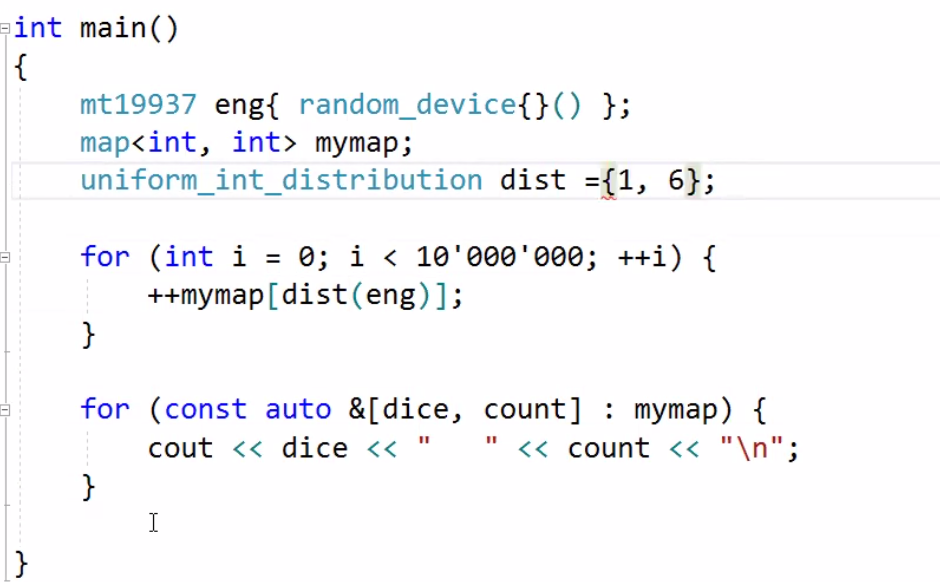 int main()
{
    mt19937 eng{ random_device{}() };
    map<int, int> mymap;
    uniform_int_distribution dist ={1, 6};
    for (int i = 0; i < 10'000'000; ++i) {
        ++mymap[dist(eng)];
    }
    for (const auto &[dice, count] : mymap) {
        cout << dice << "   " << count << "\n";
    }
}